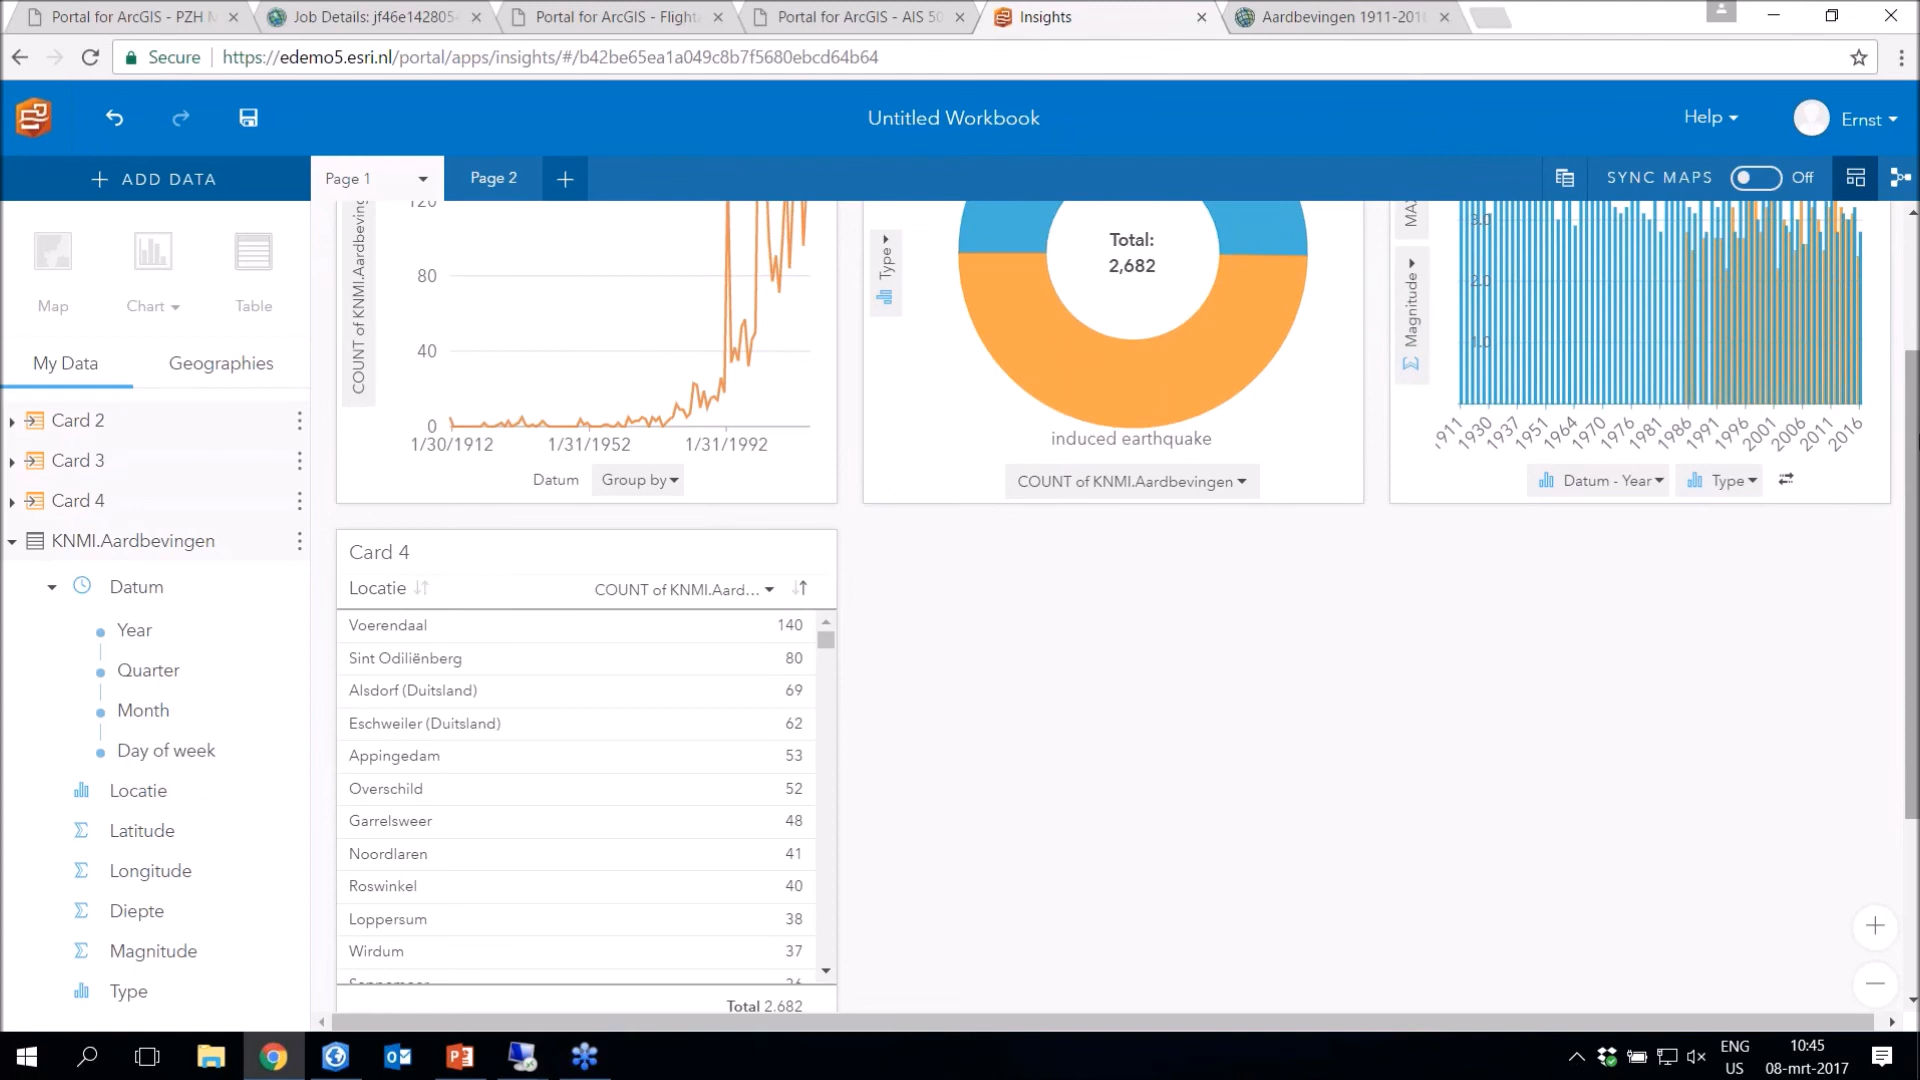 Portal for ArcGIS - PZH M
Job Details: jf46e1428054
Portal for ArcGIS - Flight
Portal for ArcGIS - AIS 50
Insights
Aardbevingen 1911-2016
Secure
https://edemo5.esri.nl/portal/apps/insights/#/b42be65ea1a049c8b7f5680ebcd64b64
Untitled Workbook
Help
Ernst
ADD DATA
Page 1
Page 2
SYNC MAPS
Off
Map
Chart
Table
My Data
Geographies
Card 2
Card 3
Card 4
KNMI.Aardbevingen
Datum
Year
Quarter
Month
Day of week
Locatie
Latitude
Longitude
Diepte
Magnitude
Type
COUNT of KNMI.Aardbeving
120
80
40
0
1/30/1912
1/31/1952
1/31/1992
Datum
Group by
Type
Total:
2,682
induced earthquake
COUNT of KNMI.Aardbevingen
MAX
Magnitude
3.0
2.0
1.0
1911
1930
1937
1951
1964
1970
1976
1981
1986
1991
1996
2001
2006
2011
2016
Datum - Year
Type
Card 4
Locatie
COUNT of KNMI.Aard...
Voerendaal 140
Sint Odiliënberg 80
Alsdorf (Duitsland) 69
Eschweiler (Duitsland) 62
Appingedam 53
Overschild 52
Garrelsweer 48
Noordlaren 41
Roswinkel 40
Loppersum 38
Wirdum 37
Total 2.682
ENG
US
10:45
08-mrt-2017